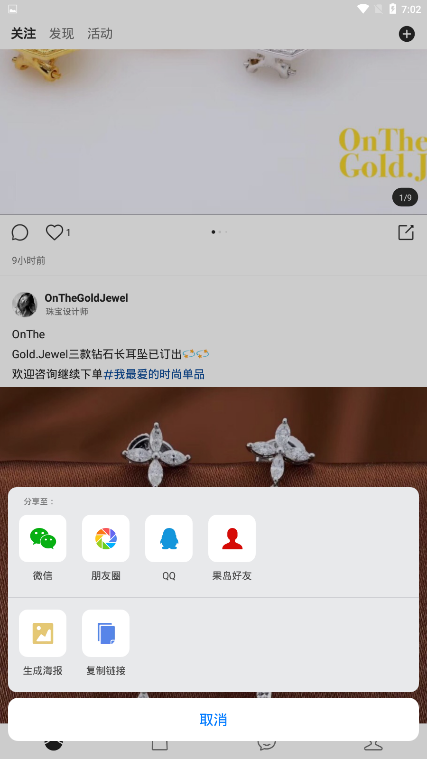 7:02
关注 发现 活动
OnThe
Gold.J
1/9
1
9小时前
OnTheGoldJewel
珠宝设计师
OnThe
Gold.Jewel三款钻石长耳坠已订出
欢迎咨询继续下单#我最爱的时尚单品
分享至：
微信 朋友圈 QQ 果岛好友
生成海报 复制链接
取消